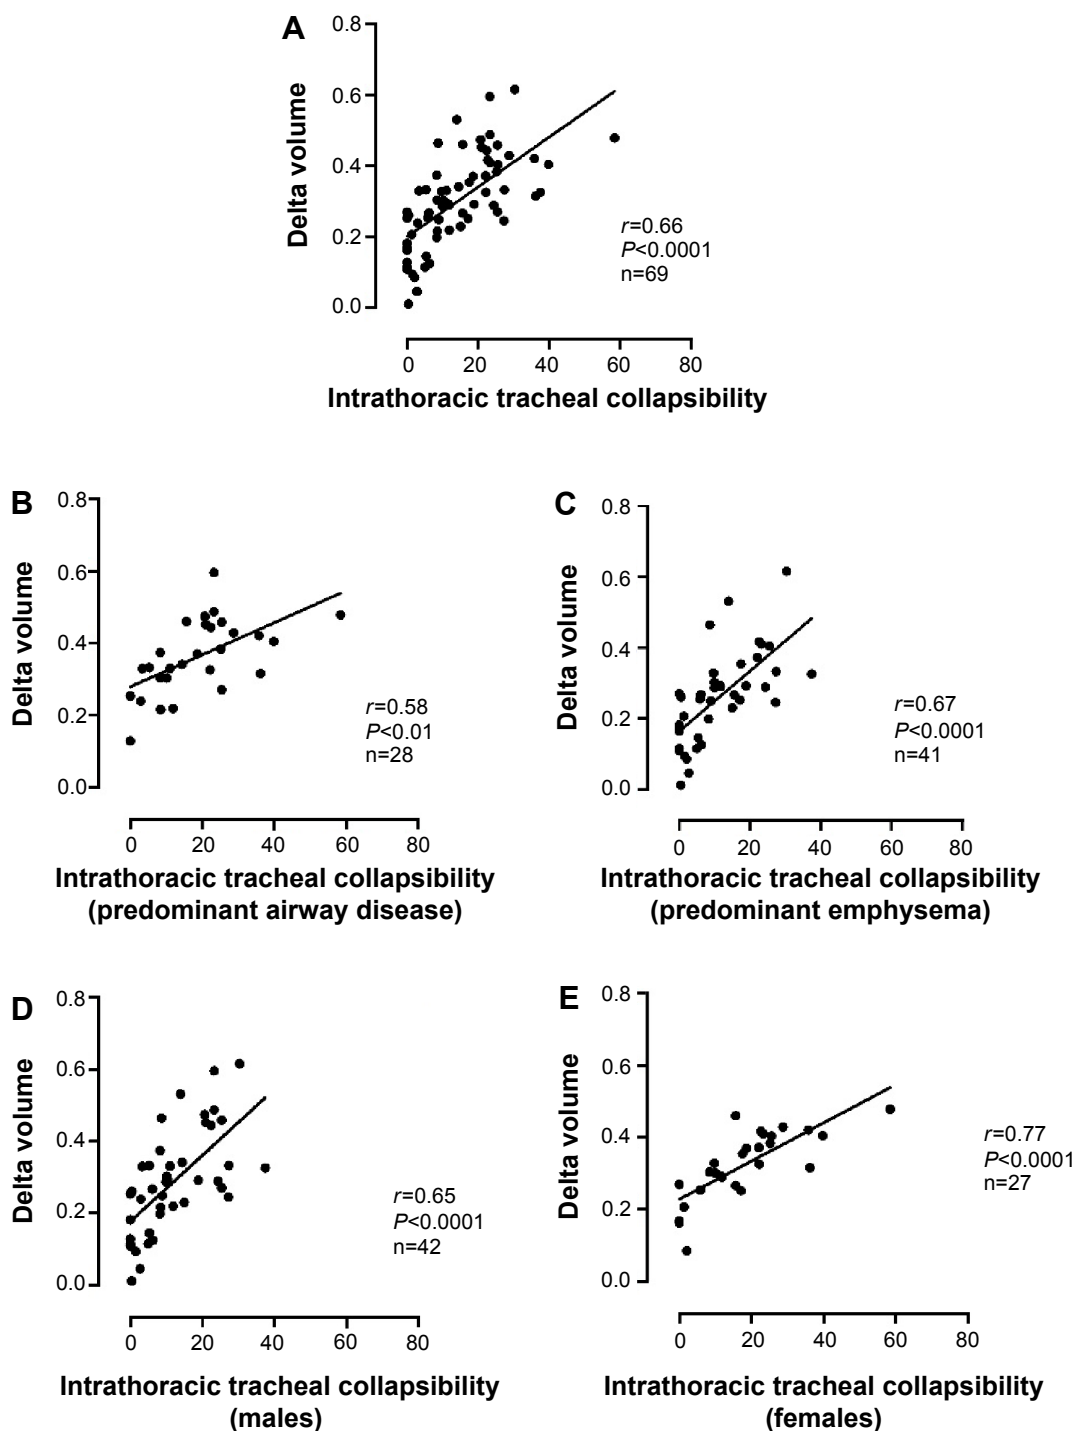 A
Delta volume
0.8
0.6
0.4
0.2
0.0
r=0.66
P<0.0001
n=69
0 20 40 60 80
Intrathoracic tracheal collapsibility
B
Delta volume
0.8
0.6
0.4
0.2
0.0
r=0.58
P<0.01
n=28
0 20 40 60 80
Intrathoracic tracheal collapsibility
(predominant airway disease)
C
Delta volume
0.8
0.6
0.4
0.2
0.0
r=0.67
P<0.0001
n=41
0 20 40 60 80
Intrathoracic tracheal collapsibility
(predominant emphysema)
D
Delta volume
0.8
0.6
0.4
0.2
0.0
r=0.65
P<0.0001
n=42
0 20 40 60 80
Intrathoracic tracheal collapsibility
(males)
E
Delta volume
0.8
0.6
0.4
0.2
0.0
r=0.77
P<0.0001
n=27
0 20 40 60 80
Intrathoracic tracheal collapsibility
(females)